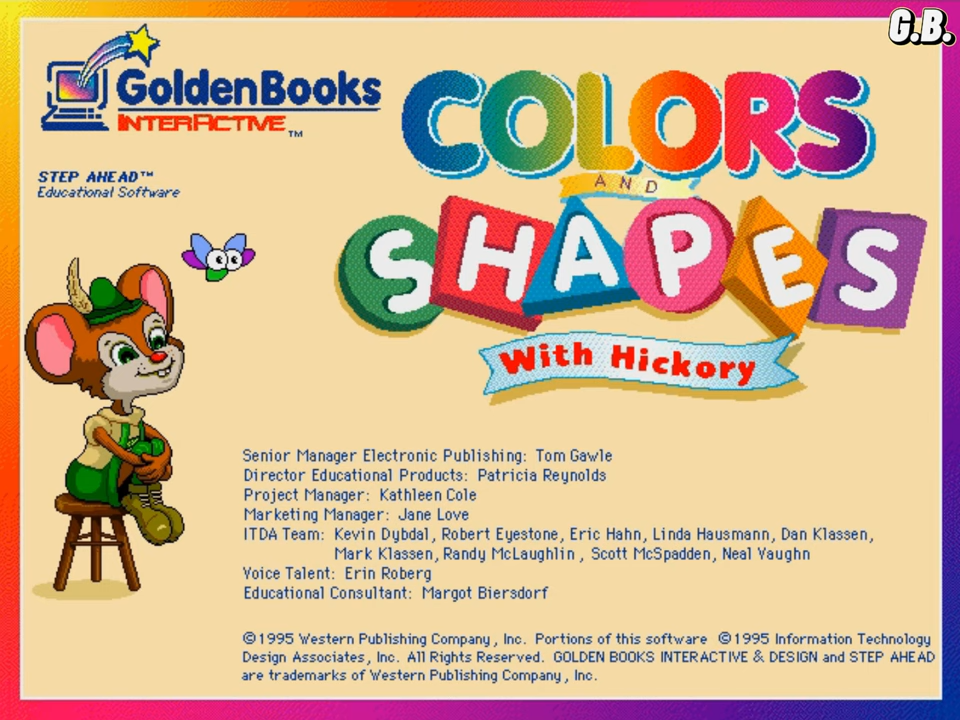 G.B.
GoldenBooks
INTERACTIVE™
STEP AHEAD™
Educational Software
COLORS
AND
SHAPES
With Hickory
Senior Manager Electronic Publishing: Tom Gawle
Director Educational Products: Patricia Reynolds
Project Manager: Kathleen Cole
Marketing Manager: Jane Love
ITDA Team: Kevin Dybdal, Robert Eyestone, Eric Hahn, Linda Hausmann, Dan Klassen,
Mark Klassen, Randy McLaughlin , Scott McSpadden, Neal Vaughn
Voice Talent: Erin Roberg
Educational Consultant: Margot Biersdorf
©1995 Western Publishing Company, Inc. Portions of this software ©1995 Information Technology
Design Associates, Inc. All Rights Reserved. GOLDEN BOOKS INTERACTIVE & DESIGN and STEP AHEAD
are trademarks of Western Publishing Company, Inc.